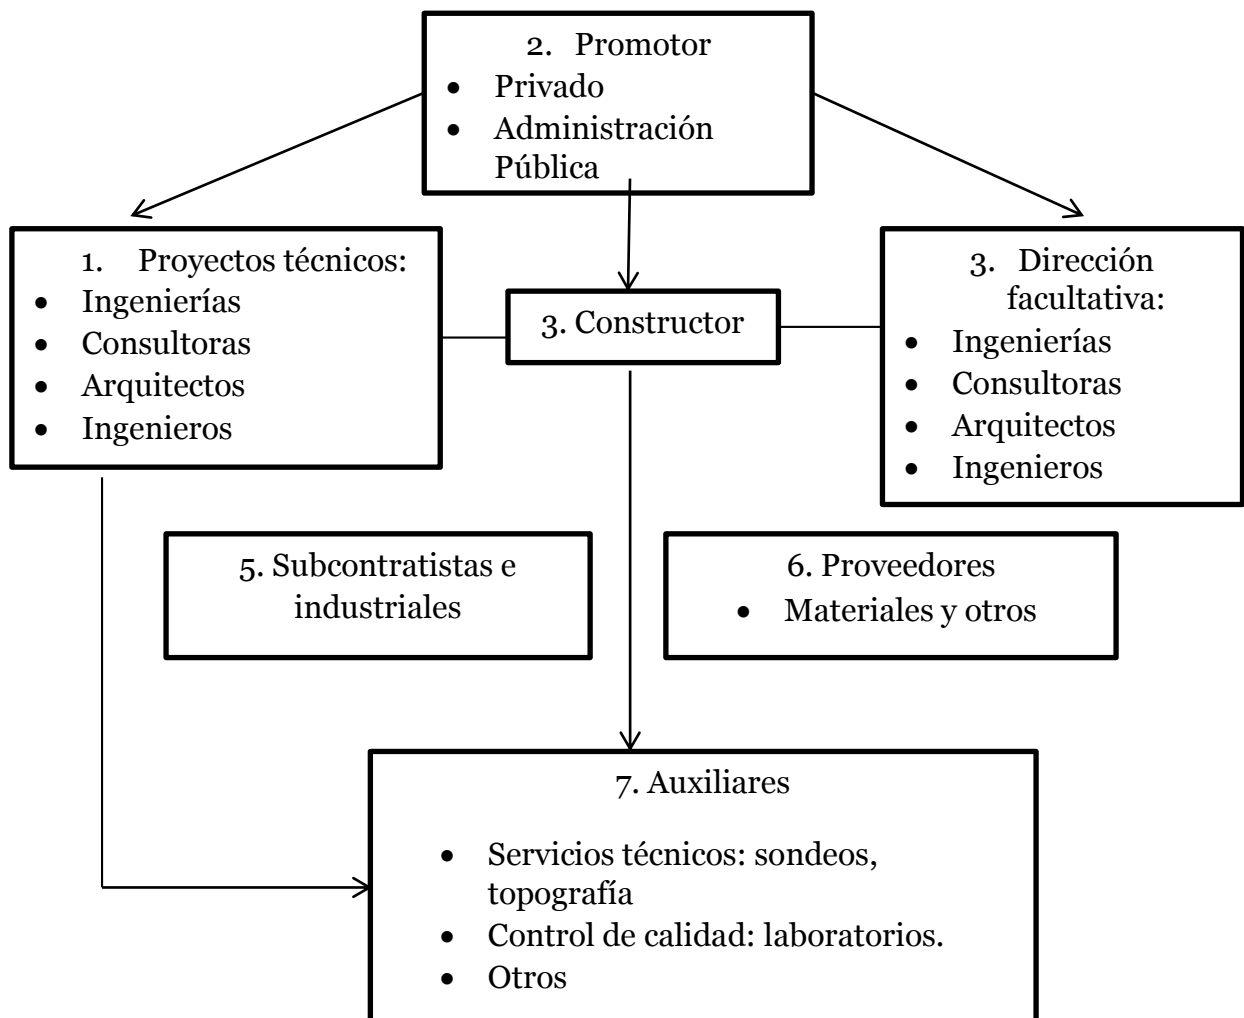 2. Promotor
• Privado
• Administración
Pública
1. Proyectos técnicos:
• Ingenierías
• Consultoras
• Arquitectos
• Ingenieros
3. Constructor
3. Dirección
facultativa:
• Ingenierías
• Consultoras
• Arquitectos
• Ingenieros
5. Subcontratistas e
industriales
6. Proveedores
• Materiales y otros
7. Auxiliares
• Servicios técnicos: sondeos,
topografía
• Control de calidad: laboratorios.
• Otros